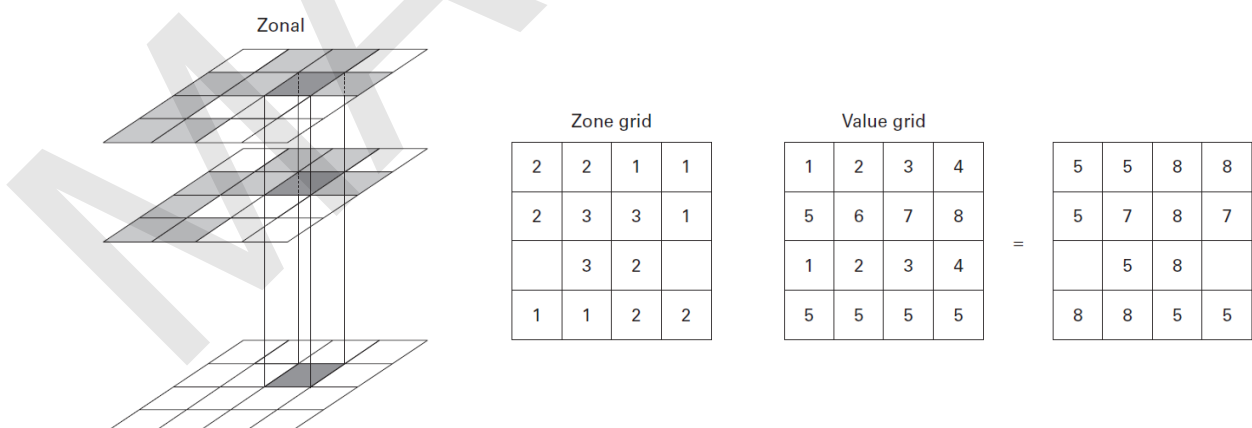 Zonal
Zone grid
2 2 1 1
2 3 3 1
3 2
1 1 2 2
Value grid
1 2 3 4
5 6 7 8
1 2 3 4
5 5 5 5
=
5 5 8 8
5 7 8 7
5 8
8 8 5 5